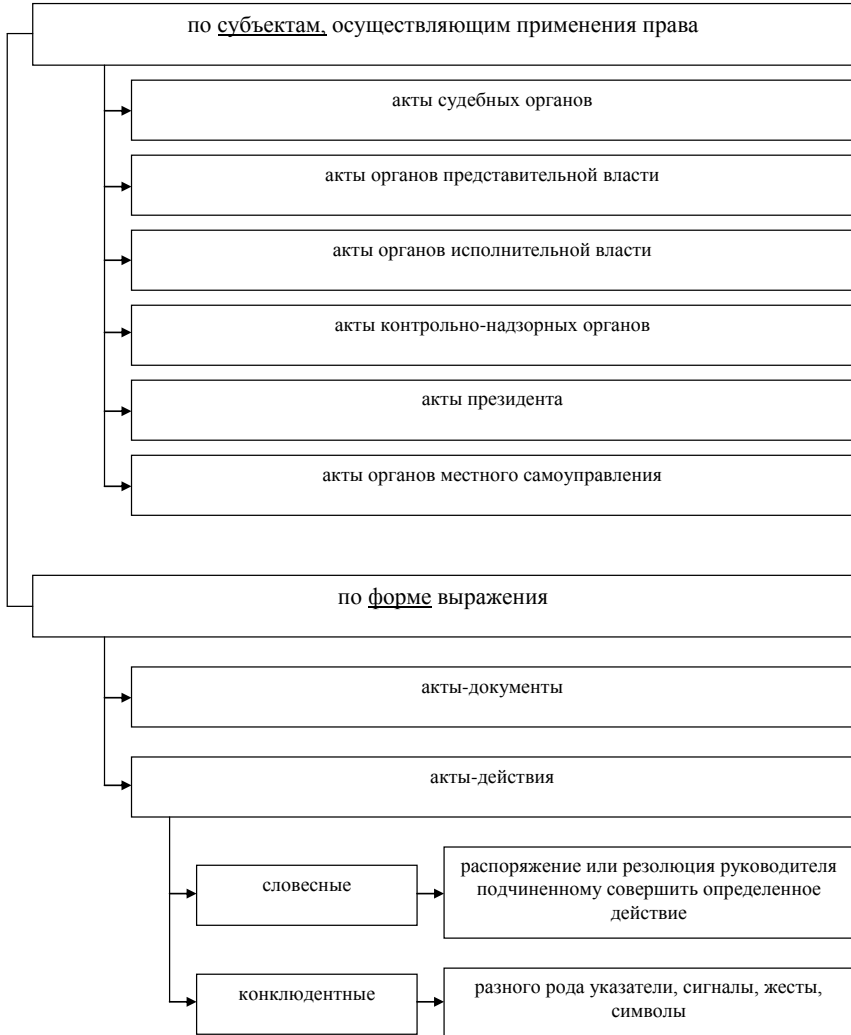 по субъектам, осуществляющим применения права
акты судебных органов
акты органов представительной власти
акты органов исполнительной власти
акты контрольно-надзорных органов
акты президента
акты органов местного самоуправления
по форме выражения
акты-документы
акты-действия
словесные
распоряжение или резолюция руководителя
подчиненному совершить определенное
действие
конклюдентные
разного рода указатели, сигналы, жесты,
символы